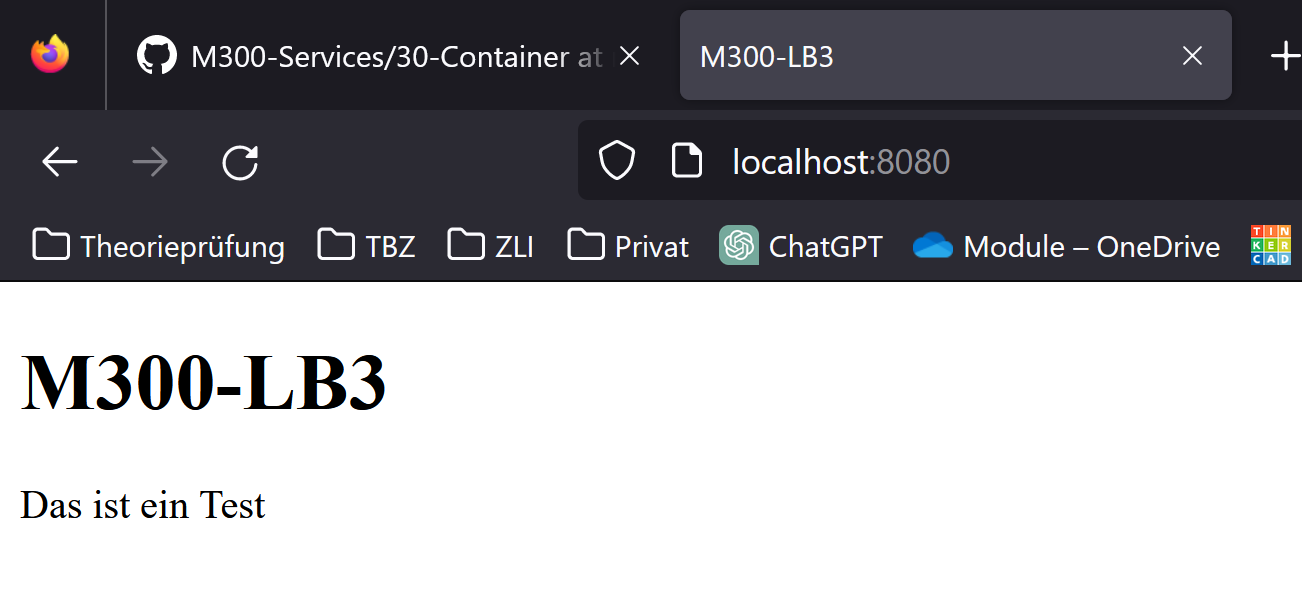 M300-Services/30-Container at
M300-LB3
localhost:8080
Theorieprüfung TBZ ZLI Privat ChatGPT Module – OneDrive
TIN
KER
CAD
M300-LB3
Das ist ein Test